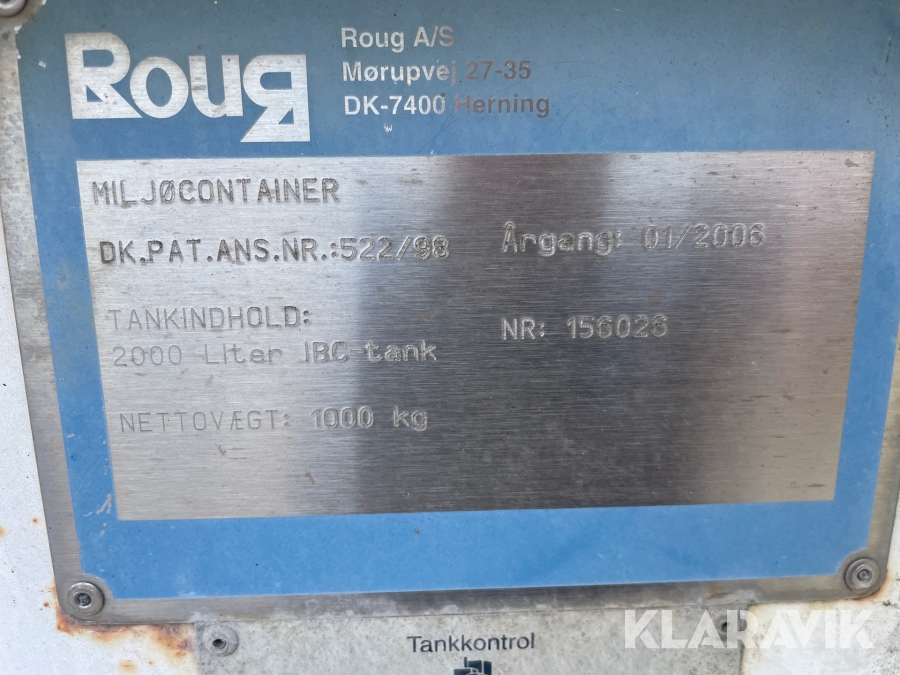 Roug
Roug A/S
Mørupvej 27-35
DK-7400 Herning
MILJØCONTAINER
DK.PAT.ANS.NR.:522/98
Årgang: 01/2006
TANKINDHOLD:
2000 Liter IBC-tank
NR: 156026
NETTOVÆGT: 1000 kg
Tankkontrol
KLARAVIK